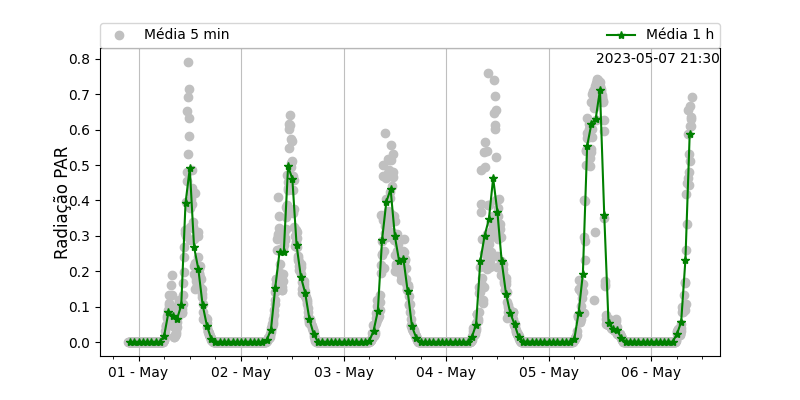 Média 5 min
Média 1 h
2023-05-07 21:30
Radiação PAR
0.8
0.7
0.6
0.5
0.4
0.3
0.2
0.1
0.0
01 - May
02 - May
03 - May
04 - May
05 - May
06 - May